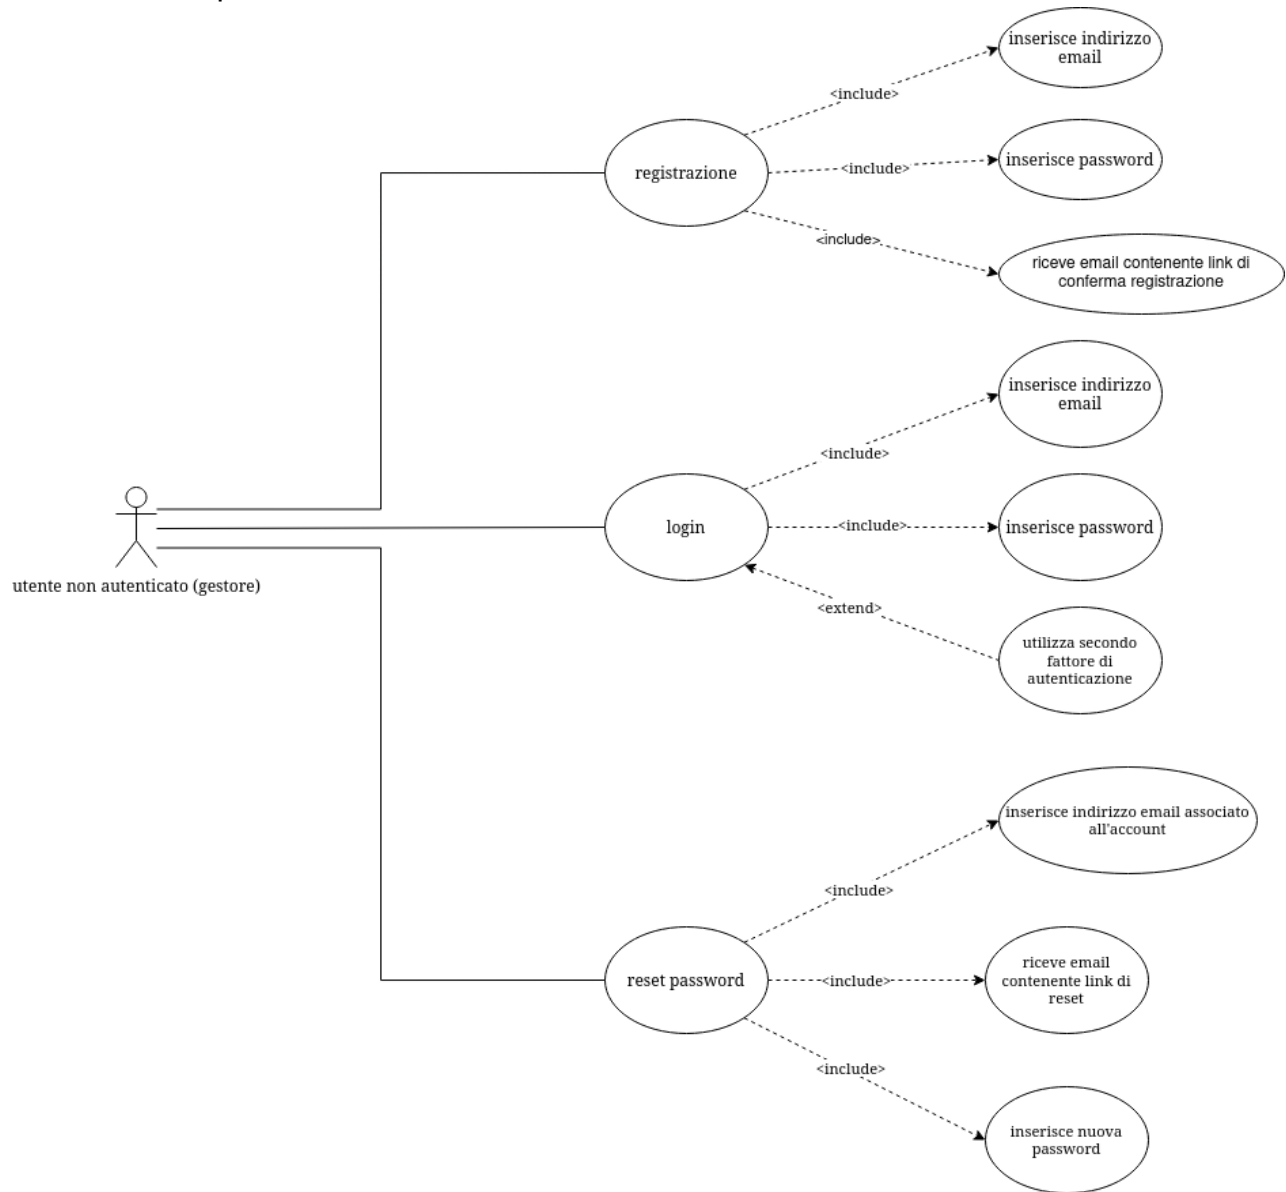 inserisce indirizzo
email
<include>
registrazione
<include>
inserisce password
<include>
riceve email contenente link di
conferma registrazione
inserisce indirizzo
email
<include>
login
<include>
inserisce password
utente non autenticato (gestore)
<extend>
utilizza secondo
fattore di
autenticazione
inserisce indirizzo email associato
all'account
<include>
reset password
<include>
riceve email
contenente link di
reset
<include>
inserisce nuova
password